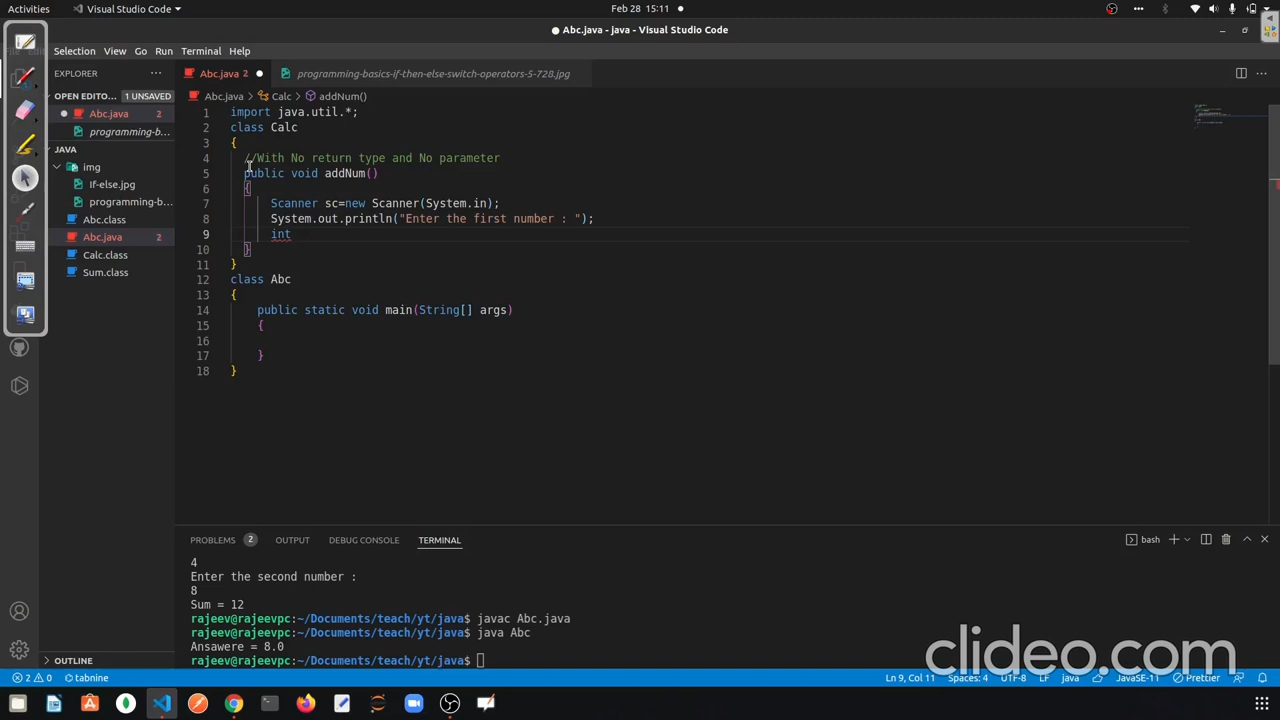 Activities Visual Studio Code Feb 28 15:11
Abc.java - java - Visual Studio Code
Selection View Go Run Terminal Help
EXPLORER Abc.java 2 programming-basics-if-then-else-switch-operators-5-728.jpg
OPEN EDITO... 1 UNSAVED Abc.java > Calc > addNum()
Abc.java 2
programming-b...
JAVA
img
If-else.jpg
programming-b...
Abc.class
Abc.java 2
Calc.class
Sum.class
1 import java.util.*;
2 class Calc
3 {
4 //With No return type and No parameter
5 public void addNum()
6 {
7 Scanner sc=new Scanner(System.in);
8 System.out.println("Enter the first number : ");
9 int
10 }
11 }
12 class Abc
13 {
14 public static void main(String[] args)
15 {
16
17 }
18 }
PROBLEMS 2 OUTPUT DEBUG CONSOLE TERMINAL bash
4
Enter the second number :
8
Sum = 12
rajeev@rajeevpc:~/Documents/teach/yt/java$ javac Abc.java
rajeev@rajeevpc:~/Documents/teach/yt/java$ java Abc
Answere = 8.0
rajeev@rajeevpc:~/Documents/teach/yt/java$
OUTLINE
clideo.com
2 0 tabnine Ln 9, Col 11 Spaces: 4 UTF-8 LF java JavaSE-11 Prettier